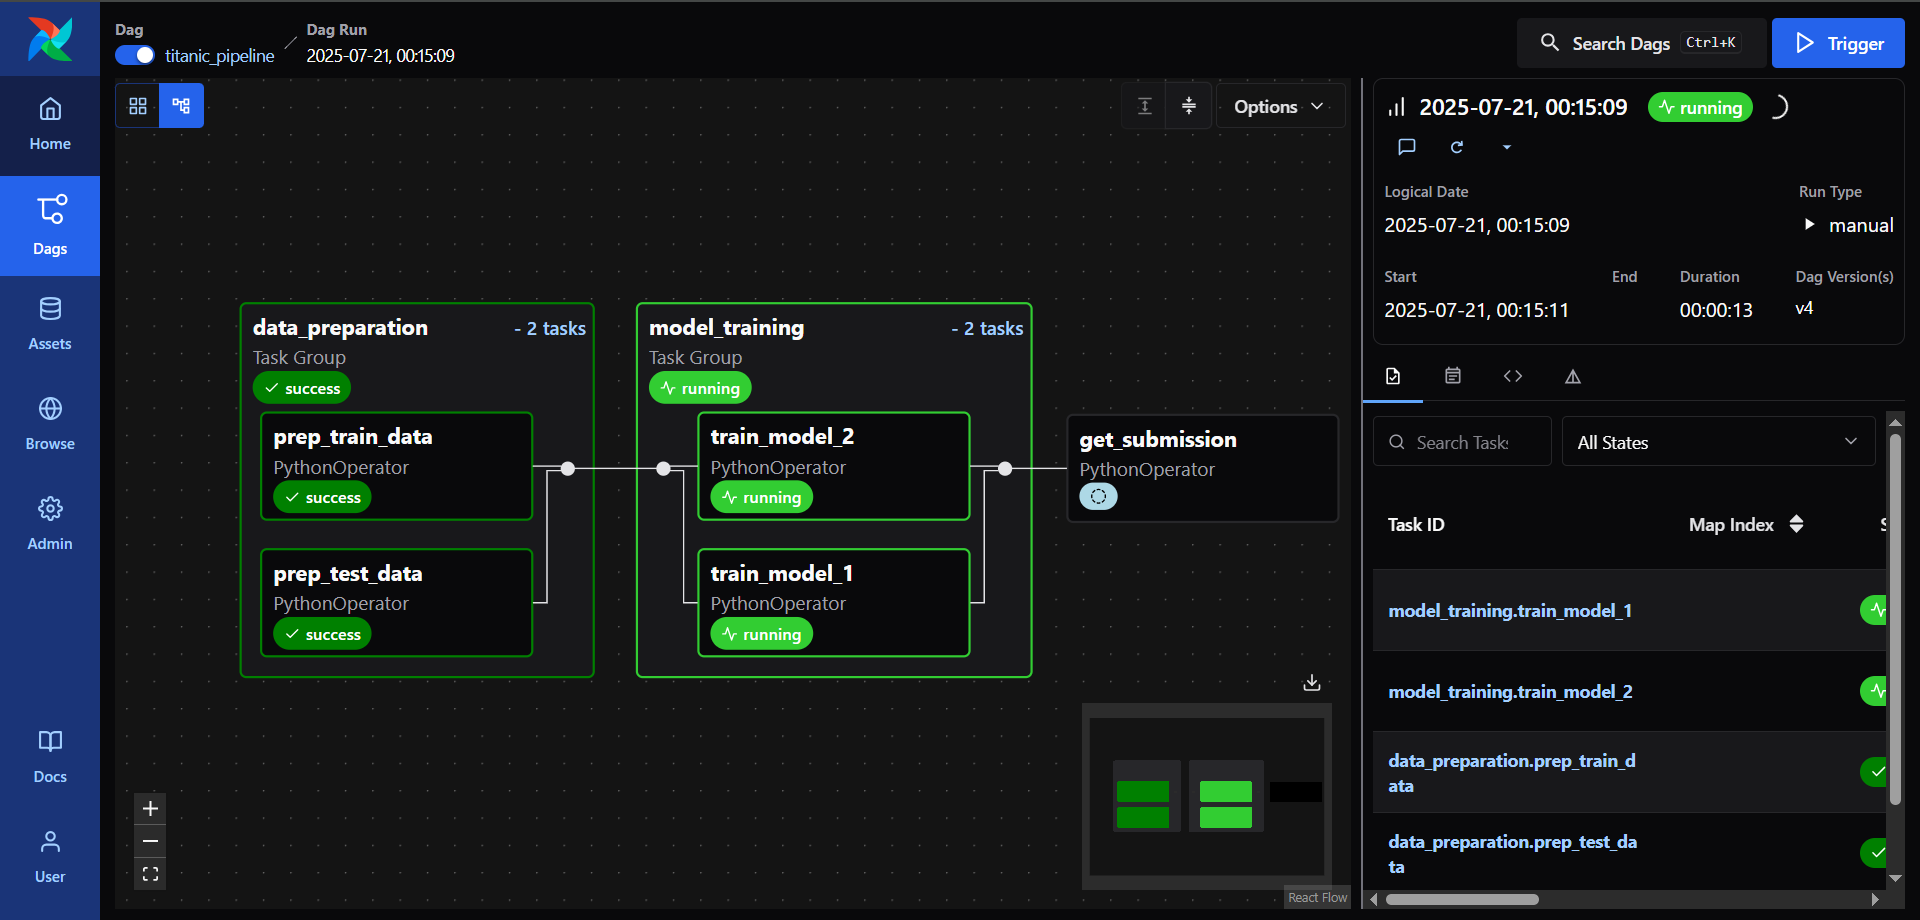 Dag
titanic_pipeline
Dag Run
2025-07-21, 00:15:09
Search Dags Ctrl+K
Trigger
Home
Dags
Assets
Browse
Admin
Docs
User
Options
data_preparation - 2 tasks
Task Group
success
prep_train_data
PythonOperator
success
prep_test_data
PythonOperator
success
model_training - 2 tasks
Task Group
running
train_model_2
PythonOperator
running
train_model_1
PythonOperator
running
get_submission
PythonOperator
React Flow
2025-07-21, 00:15:09 running
Logical Date Run Type
2025-07-21, 00:15:09 manual
Start End Duration Dag Version(s)
2025-07-21, 00:15:11 00:00:13 v4
Search Tasks All States
Task ID Map Index S
model_training.train_model_1
model_training.train_model_2
data_preparation.prep_train_d
ata
data_preparation.prep_test_da
ta